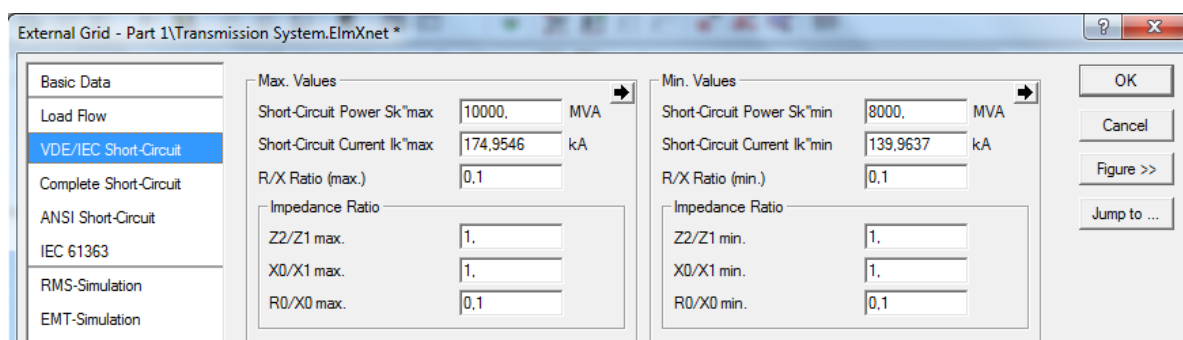 External Grid - Part 1\Transmission System.ElmXnet *
Basic Data
Load Flow
VDE/IEC Short-Circuit
Complete Short-Circuit
ANSI Short-Circuit
IEC 61363
RMS-Simulation
EMT-Simulation
Max. Values
Short-Circuit Power Sk"max 10000, MVA
Short-Circuit Current Ik"max 174,9546 kA
R/X Ratio (max.) 0,1
Impedance Ratio
Z2/Z1 max. 1,
X0/X1 max. 1,
R0/X0 max. 0,1
Min. Values
Short-Circuit Power Sk"min 8000, MVA
Short-Circuit Current Ik"min 139,9637 kA
R/X Ratio (min.) 0,1
Impedance Ratio
Z2/Z1 min. 1,
X0/X1 min. 1,
R0/X0 min. 0,1
OK
Cancel
Figure >>
Jump to ...